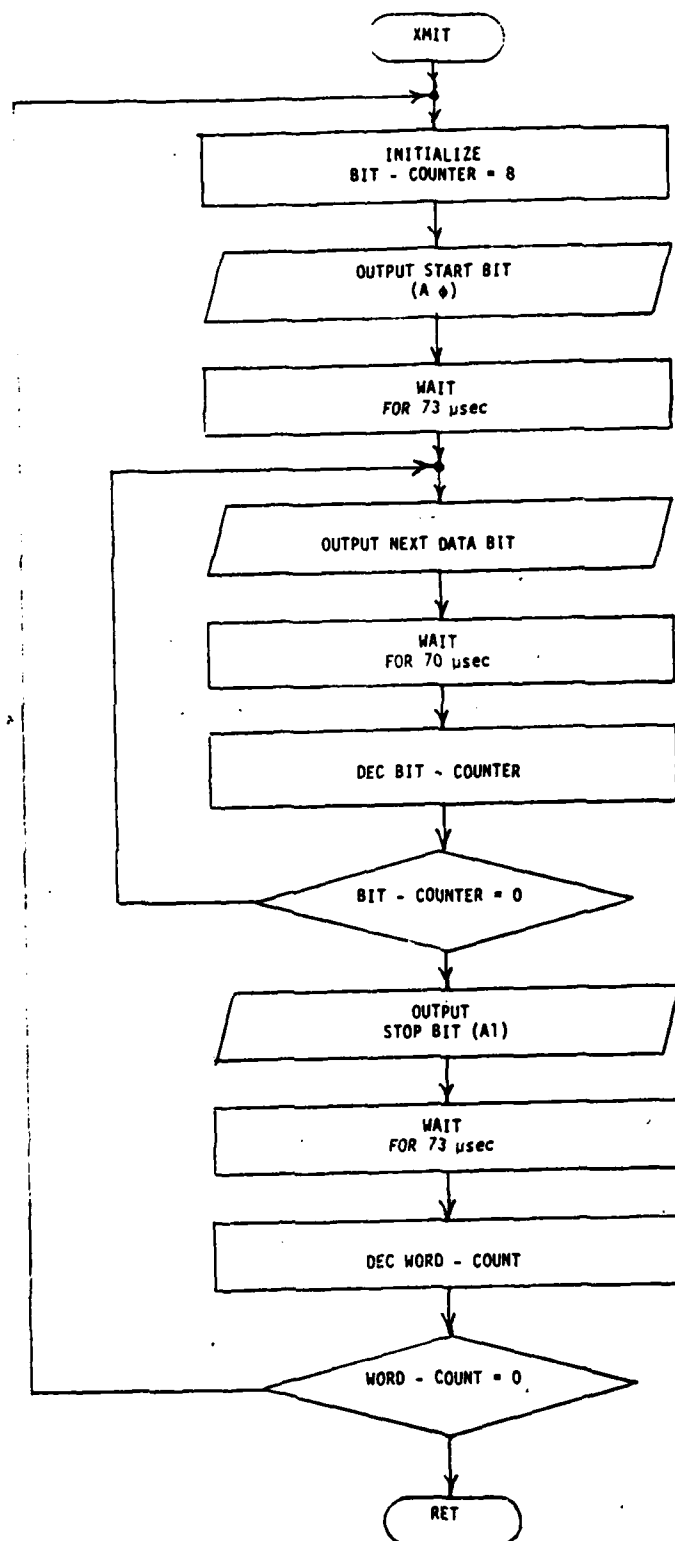 XMIT
INITIALIZE
BIT - COUNTER = 8
OUTPUT START BIT
(A ϕ)
WAIT
FOR 73 µsec
OUTPUT NEXT DATA BIT
WAIT
FOR 70 µsec
DEC BIT - COUNTER
BIT - COUNTER = 0
OUTPUT
STOP BIT (A1)
WAIT
FOR 73 µsec
DEC WORD - COUNT
WORD - COUNT = 0
RET